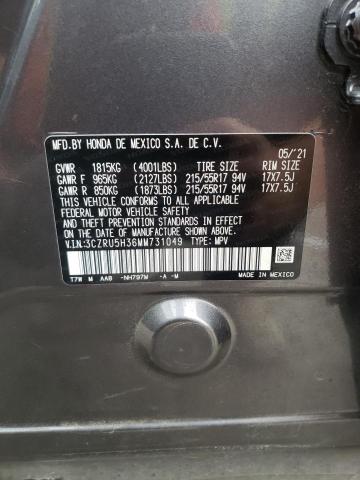 MFD.BY HONDA DE MEXICO S.A. DE C.V.
05/'21
GVWR 1815KG (4001LBS) TIRE SIZE RIM SIZE
GAWR F 965KG (2127LBS) 215/55R17 94V 17X7.5J
GAWR R 850KG (1873LBS) 215/55R17 94V 17X7.5J
THIS VEHICLE CONFORMS TO ALL APPLICABLE
FEDERAL MOTOR VEHICLE SAFETY AND THEFT
PREVENTION STANDARDS IN EFFECT ON THE
DATE OF MANUFACTURE SHOWN ABOVE.
V.I.N:3CZRU5H36MM731049 TYPE: MPV
T7W M AAB -NH797M -A -M
MADE IN MEXICO